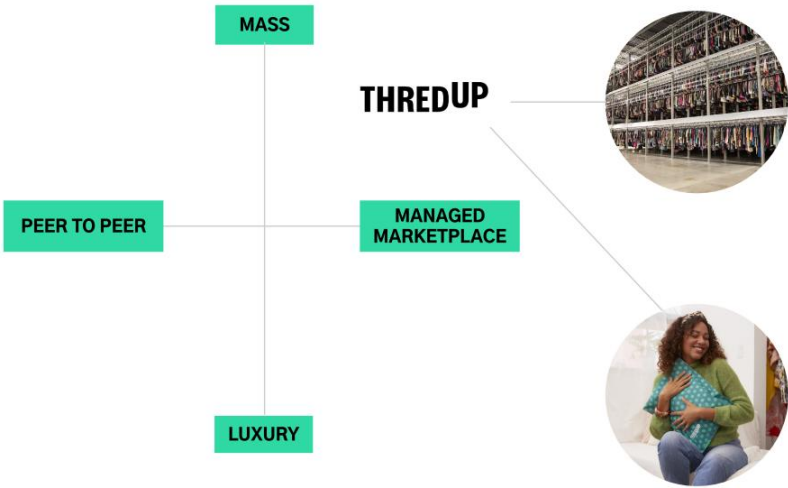 MASS
THREDUP
PEER TO PEER
MANAGED
MARKETPLACE
LUXURY